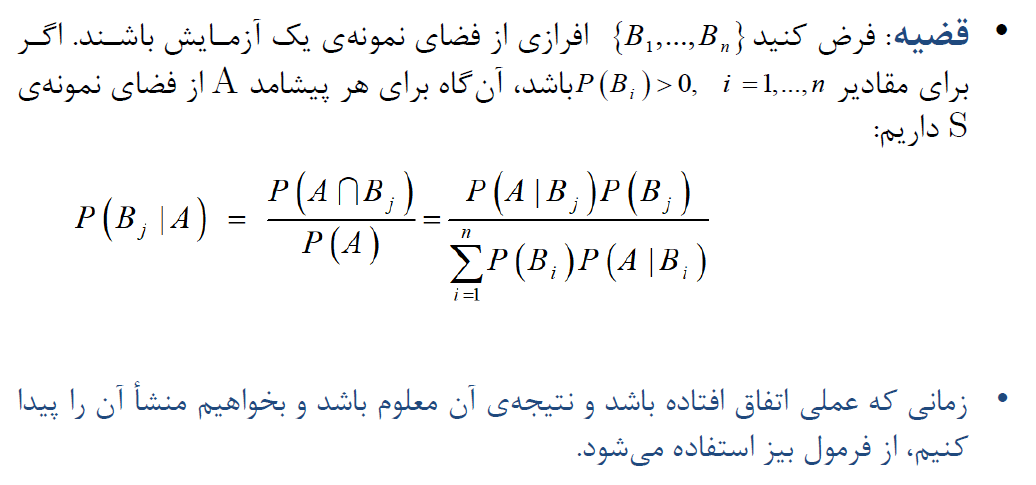 • قضیه: فرض کنید {B₁,...,Bₙ} افرازی از فضای نمونه‌ی یک آزمایش باشند. اگر
برای مقادیر P(Bᵢ) > 0, i = 1,...,n باشد، آن‌گاه برای هر پیشامد A از فضای نمونه‌ی
S داریم:
P(Bⱼ | A) = P(A ⋂ Bⱼ) / P(A) = P(A | Bⱼ)P(Bⱼ) / ∑ᵢ₌₁ⁿ P(Bᵢ)P(A | Bᵢ)
• زمانی که عملی اتفاق افتاده باشد و نتیجه‌ی آن معلوم باشد و بخواهیم منشأ آن را پیدا
کنیم، از فرمول بیز استفاده می‌شود.